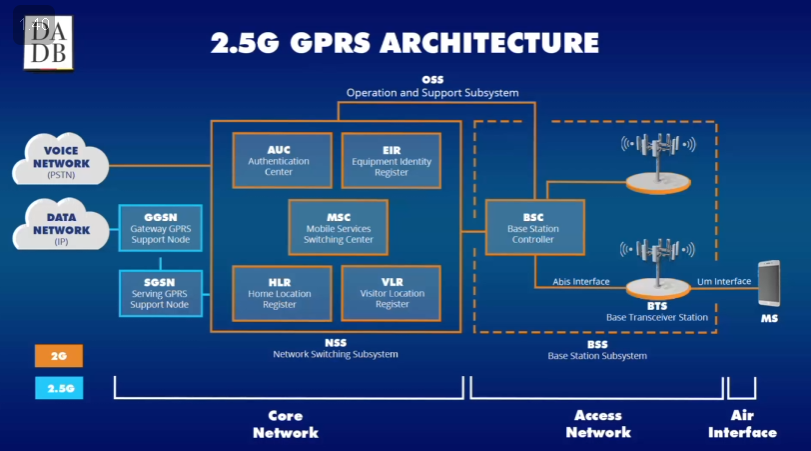 1:40
DA
DB
2.5G GPRS ARCHITECTURE
OSS
Operation and Support Subsystem
VOICE
NETWORK
(PSTN)
AUC
Authentication
Center
EIR
Equipment Identity
Register
DATA
NETWORK
(IP)
GGSN
Gateway GPRS
Support Node
MSC
Mobile Services
Switching Center
BSC
Base Station
Controller
SGSN
Serving GPRS
Support Node
HLR
Home Location
Register
VLR
Visitor Location
Register
Abis Interface
Um Interface
BTS
Base Transceiver Station
MS
NSS
Network Switching Subsystem
BSS
Base Station Subsystem
2G
2.5G
Core
Network
Access
Network
Air
Interface